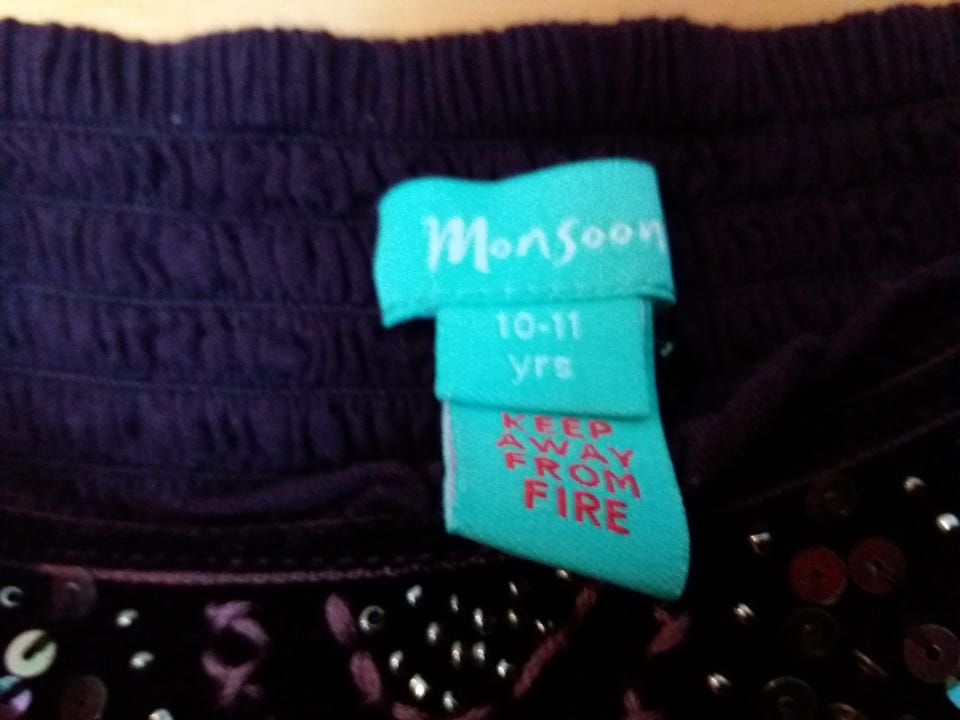 Monsoon
10-11
yrs
KEEP
AWAY
FROM
FIRE